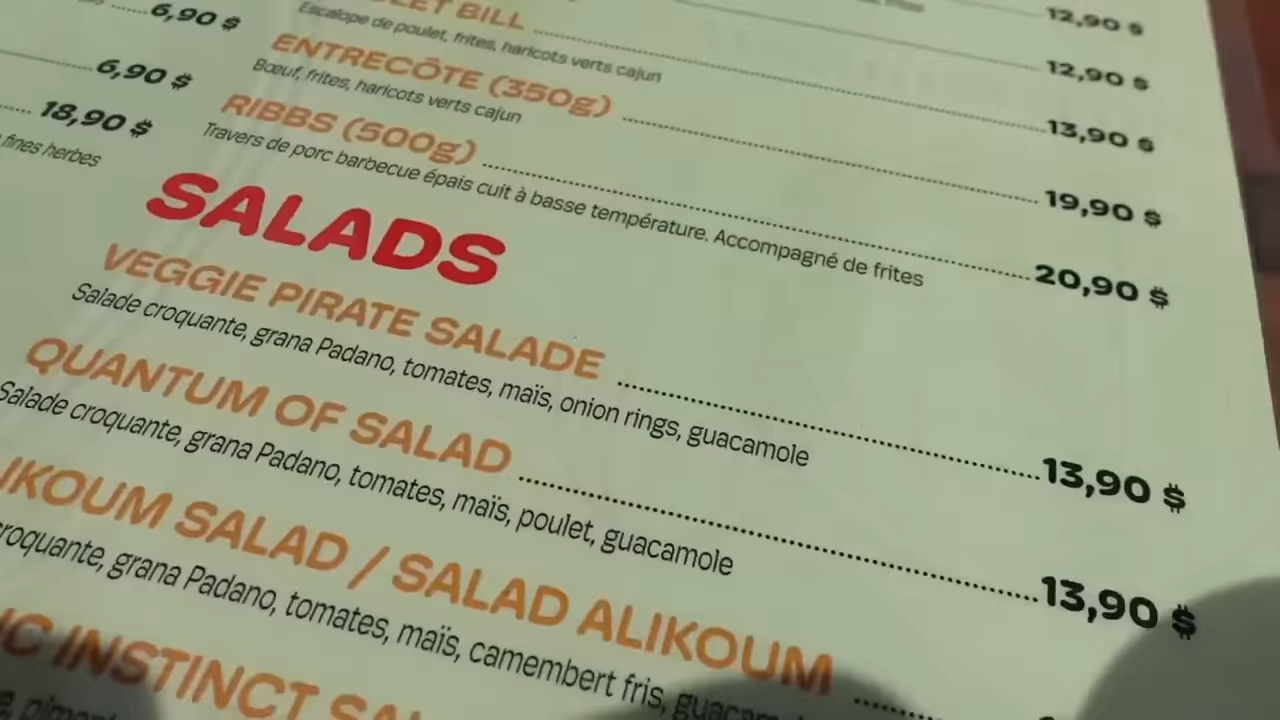 6,90 $
6,90 $
18,90 $
fines herbes
12,90 $
12,90 $
BILL 13,90 $
Escalope de poulet, frites, haricots verts cajun
ENTRECÔTE (350g) 19,90 $
Bœuf, frites, haricots verts cajun
RIBBS (500g) 20,90 $
Travers de porc barbecue épais cuit à basse température. Accompagné de frites
SALADS
VEGGIE PIRATE SALADE 13,90 $
Salade croquante, grana Padano, tomates, maïs, onion rings, guacamole
QUANTUM OF SALAD 13,90 $
Salade croquante, grana Padano, tomates, maïs, poulet, guacamole
IKOUM SALAD / SALAD ALIKOUM
roquante, grana Padano, tomates, maïs, camembert fris,
INSTINCT